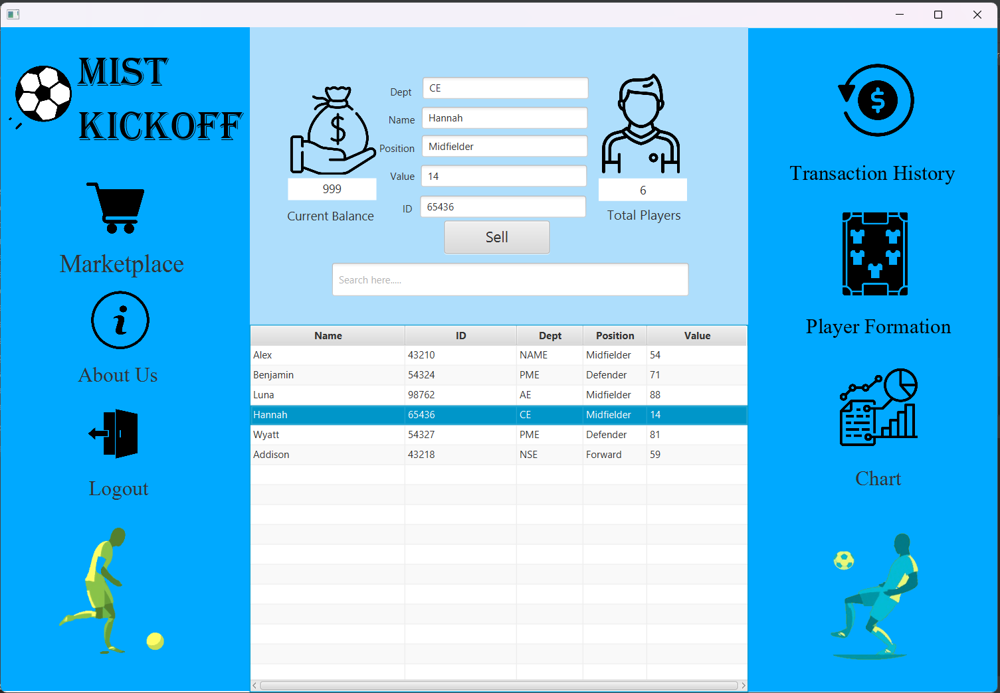 MIST
KICKOFF
Marketplace
About Us
Logout
Dept CE
Name Hannah
Position Midfielder
Value 14
ID 65436
$
999
Current Balance
6
Total Players
Sell
Search here.....
Name ID Dept Position Value
Alex 43210 NAME Midfielder 54
Benjamin 54324 PME Defender 71
Luna 98762 AE Midfielder 88
Hannah 65436 CE Midfielder 14
Wyatt 54327 PME Defender 81
Addison 43218 NSE Forward 59
$
Transaction History
Player Formation
Chart